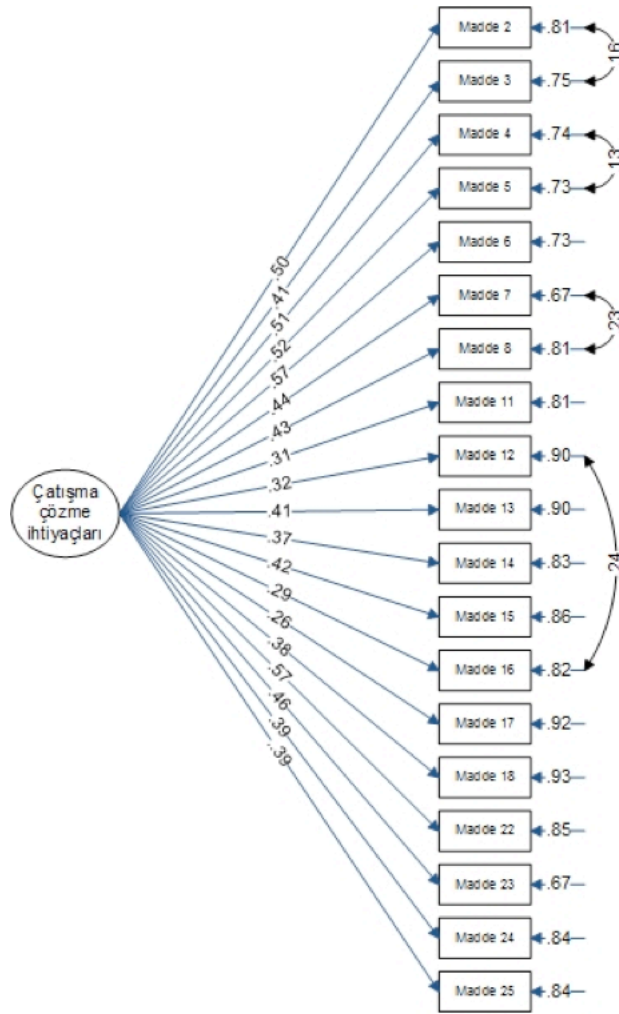 Madde 2 .81
16
Madde 3 .75
Madde 4 .74
13
Madde 5 .73
Madde 6 .73
Madde 7 .67
23
Madde 8 .81
Madde 11 .81
Madde 12 .90
Madde 13 .90
Madde 14 .83
24
Madde 15 .86
Madde 16 .82
Madde 17 .92
Madde 18 .93
Madde 22 .85
Madde 23 .67
Madde 24 .84
Madde 25 .84
.50
.41
.51
.52
.57
.44
.43
.31
.32
.41
.37
.42
.29
.26
.38
.57
.46
.39
.39
Çatışma
çözme
ihtiyaçları